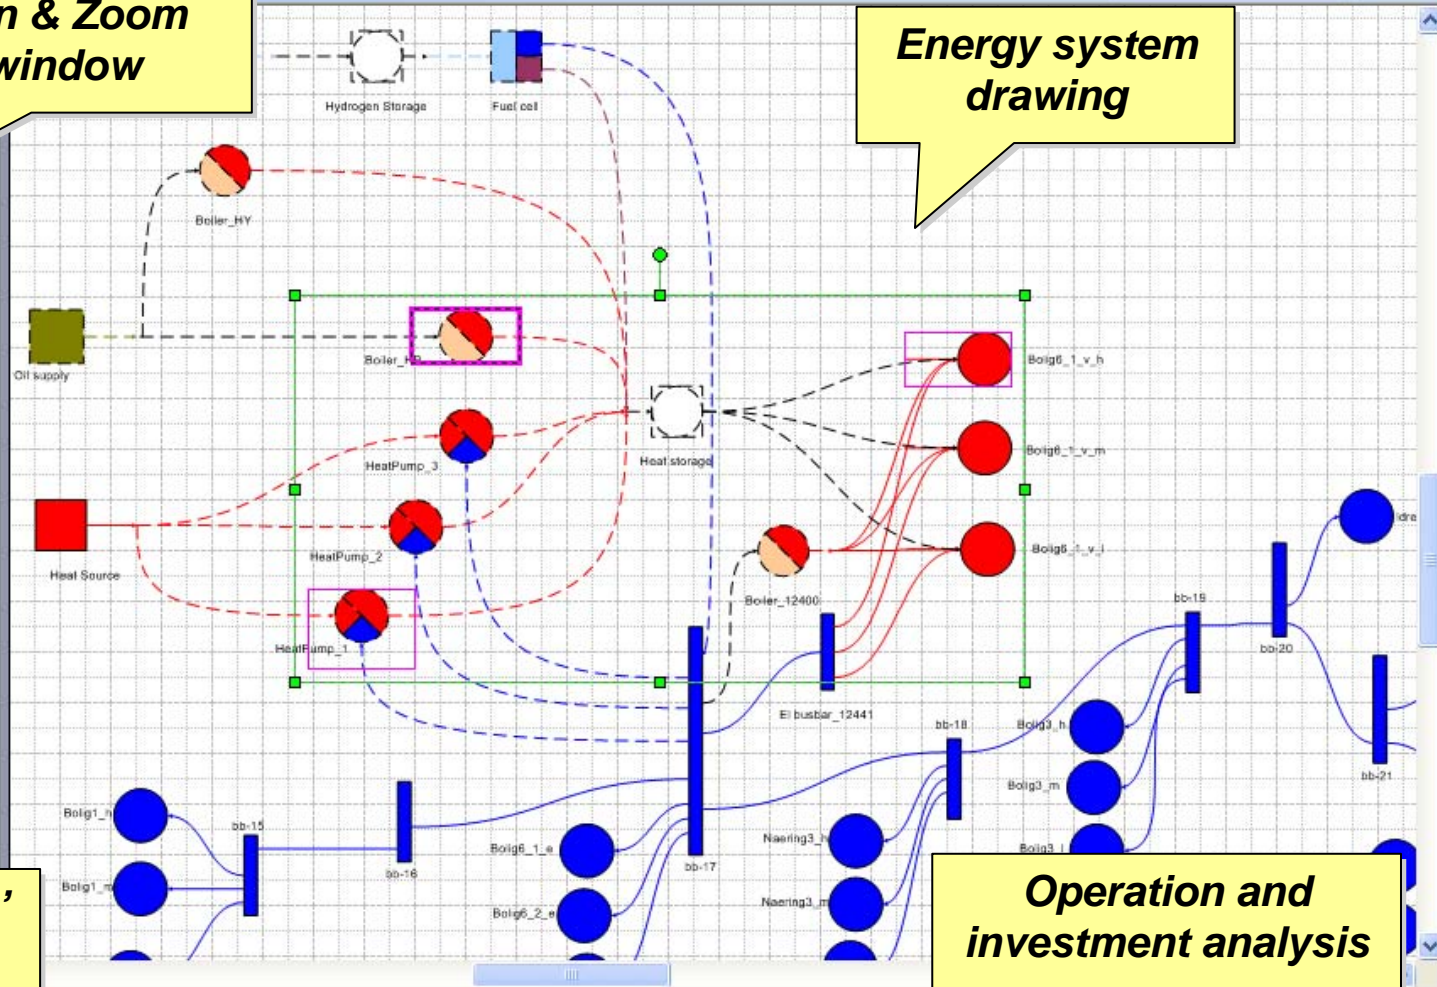 n & Zoom
window
Energy system
drawing
Hydrogen Storage
Fuel cell
Boiler_HY
Oil supply
Boiler_HP
Bolig6_1_v_h
HeatPump_3
Heat storage
Bolig6_1_v_m
HeatPump_2
Bolig6_1_v_l
Heat Source
Boiler_12400
HeatPump_1
bb-19
bb-20
El busbar_12441
bb-18
Bolig3_h
bb-21
Bolig3_m
Bolig1_h
bb-15
Bolig6_1_e
Naering3_h
Bolig3_l
bb-16
bb-17
Bolig1_m
Bolig6_2_e
Naering3_m
Operation and
investment analysis